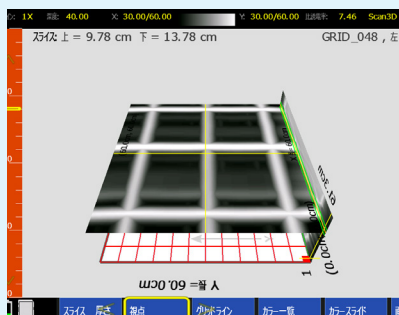 1X 深度: 40.00 X: 30.00/60.00 Y: 30.00/60.00 比誘電率: 7.46 Scan3D
スライス: 上 = 9.78 cm 下 = 13.78 cm GRID_048 , 左
Y 軸= 60.0cm
1
スライス 厚さ 視点 グリッドライン カラー一覧 カラースライド